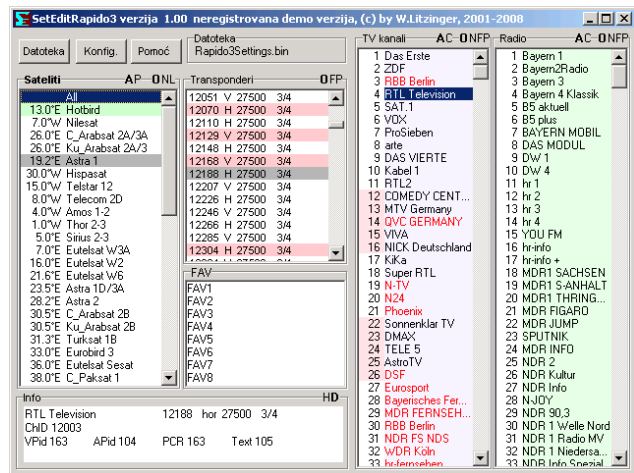 SetEditRapido3 verzija 1.00 neregistrovana demo verzija, (c) by W.Litzinger, 2001-2008
Datoteka
Konfig.
Pomoć
Datoteka
Rapido3Settings.bin
Sateliti AP ONL
All
13.0°E Hotbird
7.0°W Nilesat
26.0°E C_Arabsat 2A/3A
26.0°E Ku_Arabsat 2A/3
19.2°E Astra 1
30.0°W Hispasat
15.0°W Telstar 12
8.0°W Telecom 2D
4.0°W Amos 1-2
1.0°W Thor 2-3
5.0°E Sirius 2-3
7.0°E Eutelsat W3A
16.0°E Eutelsat W2
21.6°E Eutelsat W6
23.5°E Astra 1D/3A
28.2°E Astra 2
30.5°E C_Arabsat 2B
30.5°E Ku_Arabsat 2B
31.3°E Turksat 1B
33.0°E Eurobird 3
36.0°E Eutelsat Sesat
38.0°E C_Paksat 1
Transponderi OFP
12051 V 27500 3/4
12070 H 27500 3/4
12110 H 27500 3/4
12129 V 27500 3/4
12148 H 27500 3/4
12168 V 27500 3/4
12188 H 27500 3/4
12207 V 27500 3/4
12226 H 27500 3/4
12246 V 27500 3/4
12266 H 27500 3/4
12285 V 27500 3/4
12304 H 27500 3/4
FAV
FAV1
FAV2
FAV3
FAV4
FAV5
FAV6
FAV7
FAV8
Info HD
RTL Television 12188 hor 27500 3/4
ChID 12003
VPid 163 APid 104 PCR 163 Text 105
TV kanali AC ONFP
1 Das Erste
2 ZDF
3 RBB Berlin
4 RTL Television
5 SAT.1
6 VOX
7 ProSieben
8 arte
9 DAS VIERTE
10 Kabel 1
11 RTL2
12 COMEDY CENT...
13 MTV Germany
14 QVC GERMANY
15 VIVA
16 NICK Deutschland
17 KiKa
18 Super RTL
19 N-TV
20 N24
21 Phoenix
22 Sonnenklar TV
23 DMAX
24 TELE 5
25 AstroTV
26 DSF
27 Eurosport
28 Bayerisches Fer...
29 MDR FERNSEH...
30 RBB Berlin
31 NDR FS NDS
32 WDR Köln
33 hr-fernsehen
Radio AC ONFP
1 Bayern 1
2 Bayern2Radio
3 Bayern 3
4 Bayern 4 Klassik
5 B5 aktuell
6 B5 plus
7 BAYERN MOBIL
8 DAS MODUL
9 DW 1
10 DW 4
11 hr 1
12 hr 2
13 hr 3
14 hr 4
15 YOU FM
16 hr-info
17 hr-info +
18 MDR1 SACHSEN
19 MDR1 S-ANHALT
20 MDR1 THRING...
21 MDR FIGARO
22 MDR JUMP
23 SPUTNIK
24 MDR INFO
25 NDR 2
26 NDR Kultur
27 NDR Info
28 N-JOY
29 NDR 90,3
30 NDR 1 Welle Nord
31 NDR 1 Radio MV
32 NDR 1 Niedersa...
33 NDR Info Spezial